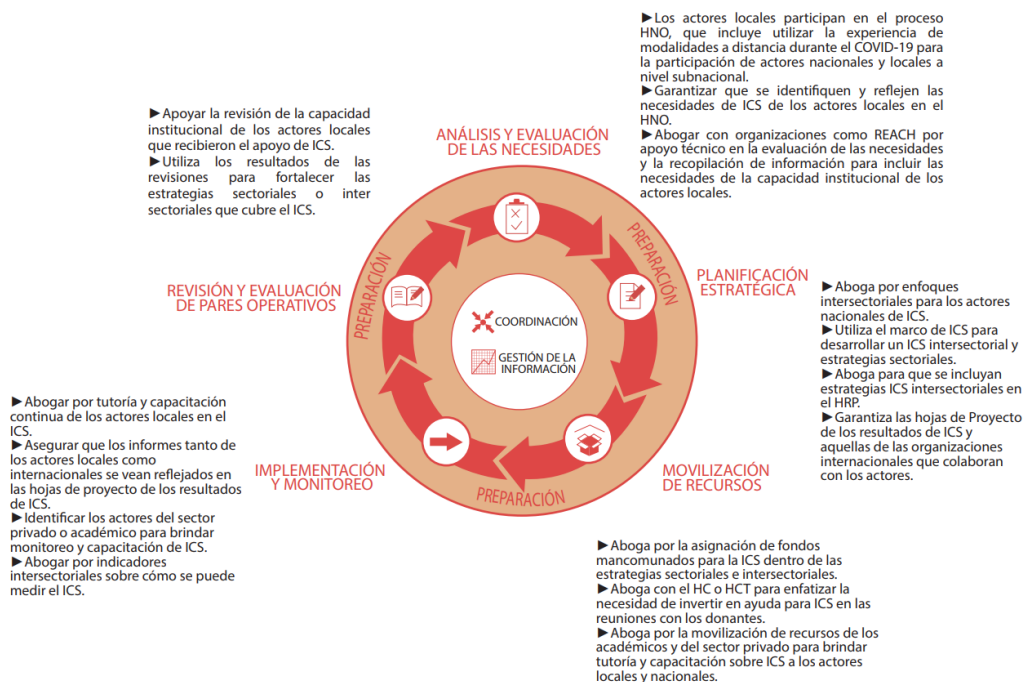 ►Los actores locales participan en el proceso
HNO, que incluye utilizar la experiencia de
modalidades a distancia durante el COVID-19 para
la participación de actores nacionales y locales a
nivel subnacional.
►Garantizar que se identifiquen y reflejen las
necesidades de ICS de los actores locales en el
HNO.
►Abogar con organizaciones como REACH por
apoyo técnico en la evaluación de las necesidades
y la recopilación de información para incluir las
necesidades de la capacidad institucional de los
actores locales.
►Apoyar la revisión de la capacidad
institucional de los actores locales
que recibieron el apoyo de ICS.
►Utiliza los resultados de las
revisiones para fortalecer las
estrategias sectoriales o inter
sectoriales que cubre el ICS.
ANÁLISIS Y EVALUACIÓN
DE LAS NECESIDADES
PREPARACIÓN
PREPARACIÓN
PLANIFICACIÓN
ESTRATÉGICA
REVISIÓN Y EVALUACIÓN
DE PARES OPERATIVOS
COORDINACIÓN
GESTIÓN DE LA
INFORMACIÓN
►Aboga por enfoques
intersectoriales para los actores
nacionales de ICS.
►Utiliza el marco de ICS para
desarrollar un ICS intersectorial y
estrategias sectoriales.
►Aboga para que se incluyan
estrategias ICS intersectoriales en
el HRP.
►Garantiza las hojas de Proyecto
de los resultados de ICS y
aquellas de las organizaciones
internacionales que colaboran
con los actores.
►Abogar por tutoría y capacitación
continua de los actores locales en el
ICS.
►Asegurar que los informes tanto de
los actores locales como
internacionales se vean reflejados en
las hojas de proyecto de los resultados
de ICS.
►Identificar los actores del sector
privado o académico para brindar
monitoreo y capacitación de ICS.
►Abogar por indicadores
intersectoriales sobre cómo se puede
medir el ICS.
IMPLEMENTACIÓN
Y MONITOREO
PREPARACIÓN
MOVILIZACIÓN
DE RECURSOS
►Aboga por la asignación de fondos
mancomunados para la ICS dentro de las
estrategias sectoriales e intersectoriales.
►Aboga con el HC o HCT para enfatizar la
necesidad de invertir en ayuda para ICS en las
reuniones con los donantes.
►Aboga por la movilización de recursos de los
académicos y del sector privado para brindar
tutoría y capacitación sobre ICS a los actores
locales y nacionales.